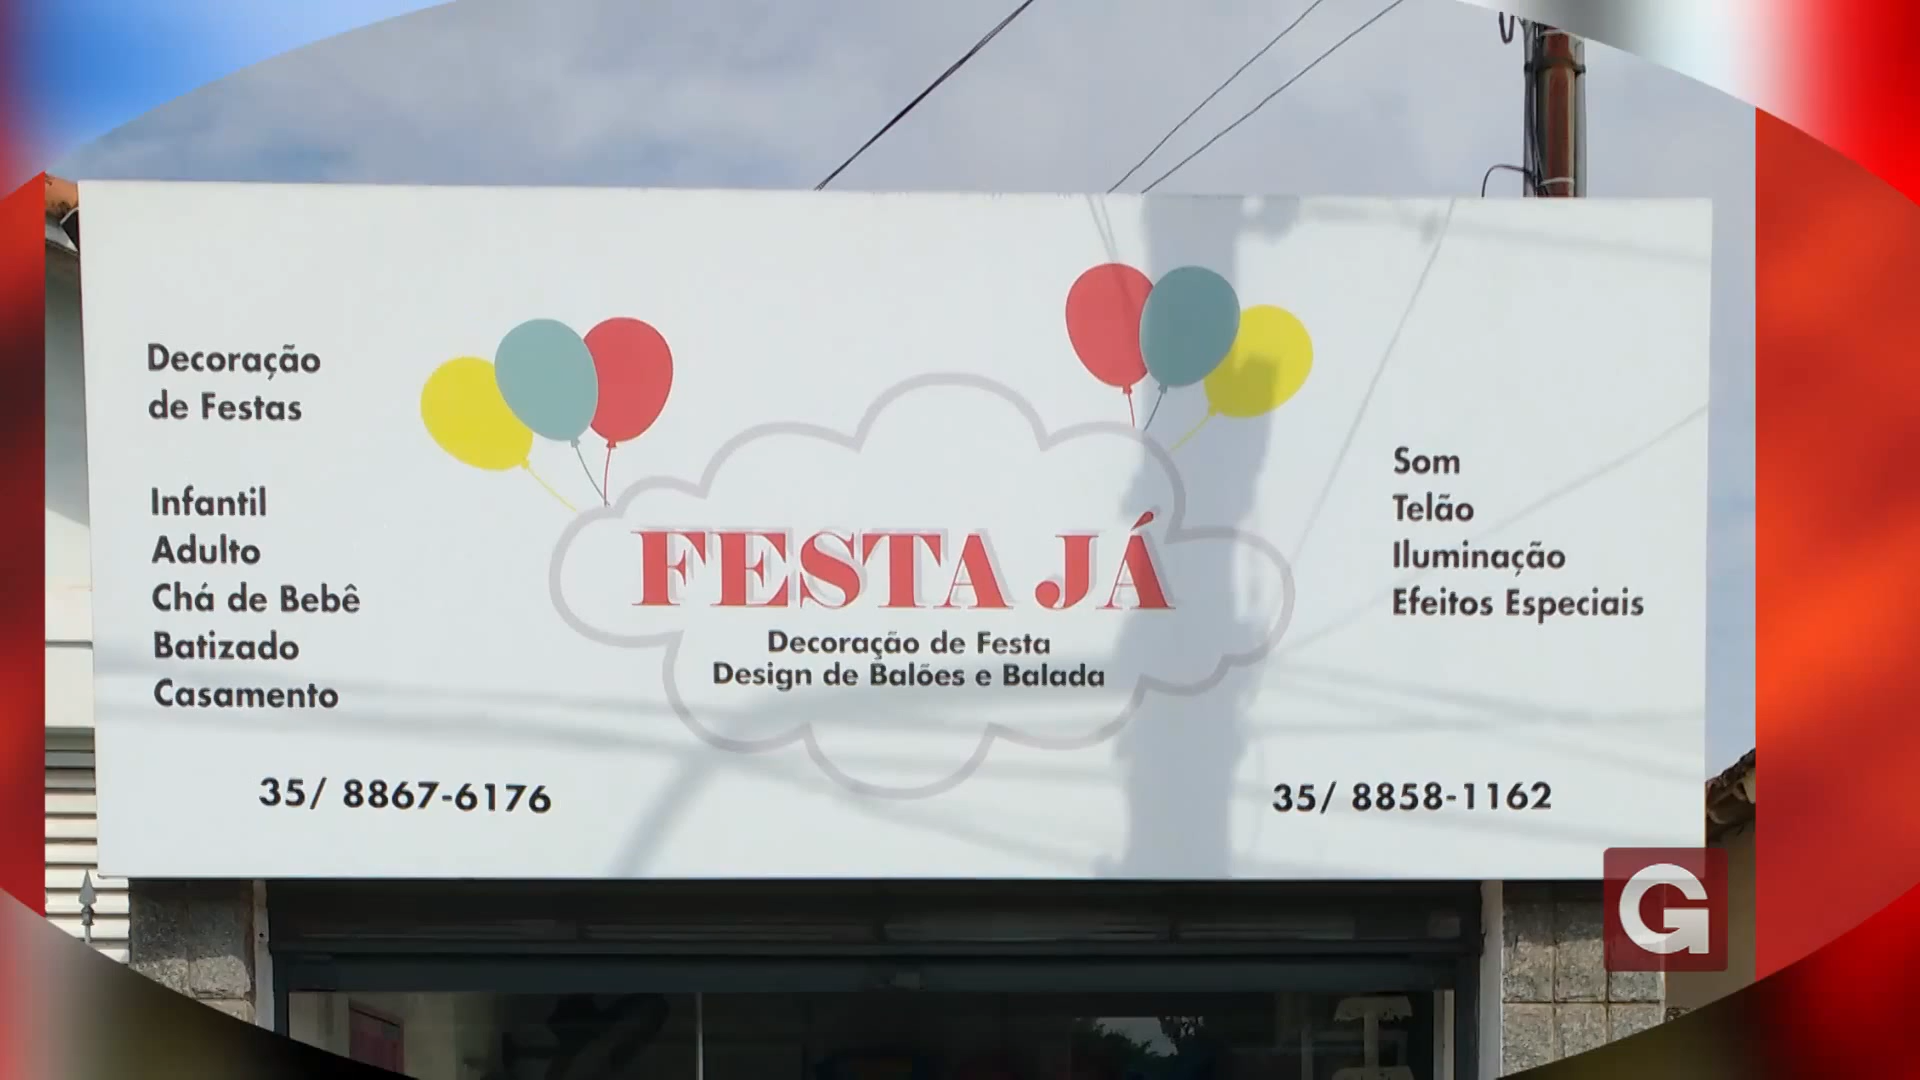 Decoração
de Festas
Infantil
Adulto
Chá de Bebê
Batizado
Casamento
35/ 8867-6176
FESTA JÁ
Decoração de Festa
Design de Balões e Balada
Som
Telão
Iluminação
Efeitos Especiais
35/ 8858-1162
G